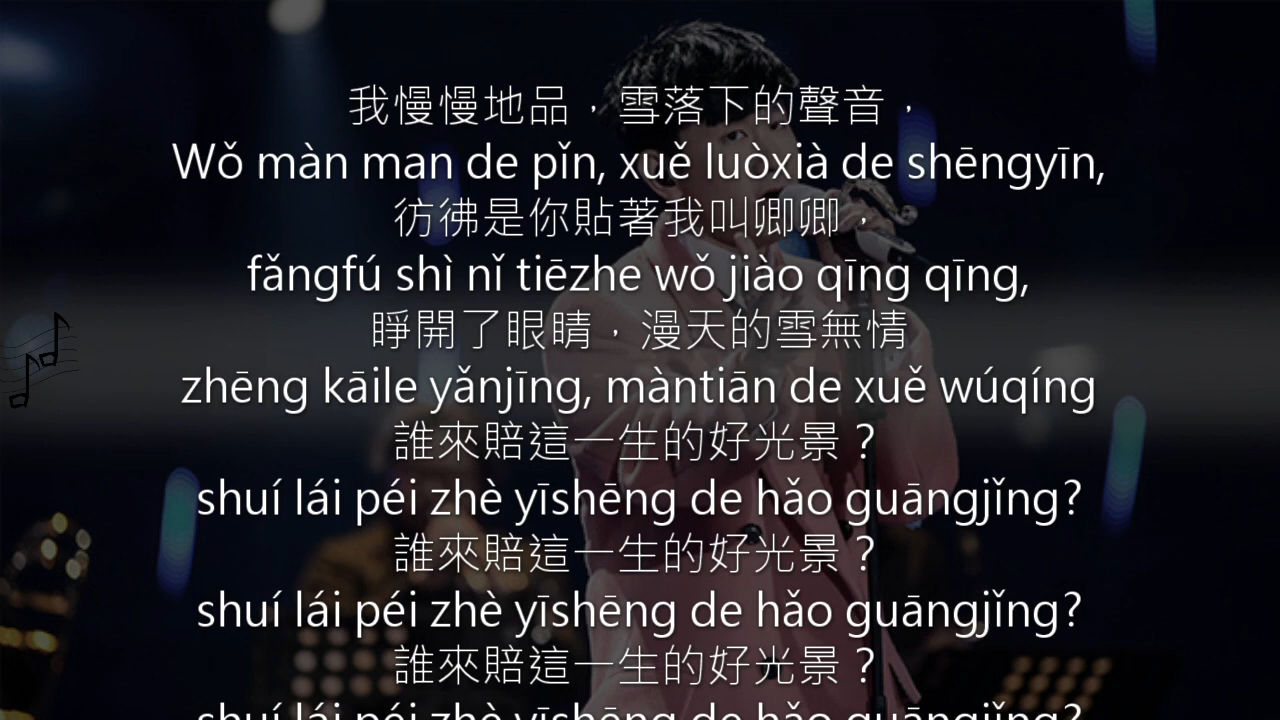 我慢慢地品，雪落下的聲音，
Wǒ màn man de pǐn, xuě luòxià de shēngyīn,
彷彿是你貼著我叫卿卿，
fǎngfú shì nǐ tiēzhe wǒ jiào qīng qīng,
睜開了眼睛，漫天的雪無情
zhēng kāile yǎnjīng, màntiān de xuě wúqíng
誰來賠這一生的好光景？
shuí lái péi zhè yīshēng de hǎo guāngjǐng?
誰來賠這一生的好光景？
shuí lái péi zhè yīshēng de hǎo guāngjǐng?
誰來賠這一生的好光景？
shuí lái péi zhè yīshēng de hǎo guāngjǐng?